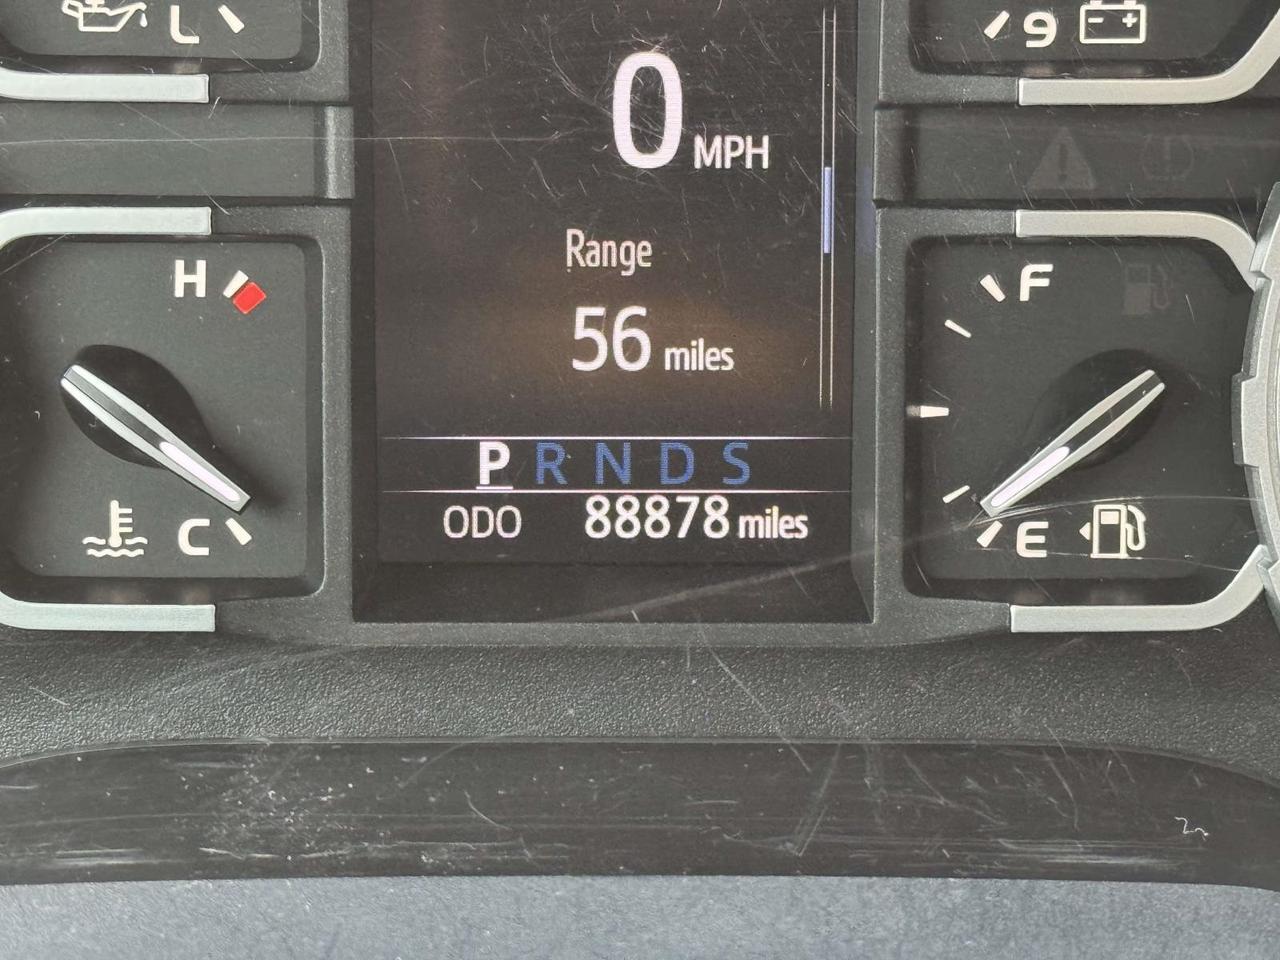 L
9
0 MPH
Range
H
F
56 miles
P R N D S
C
ODO 88878 miles
E